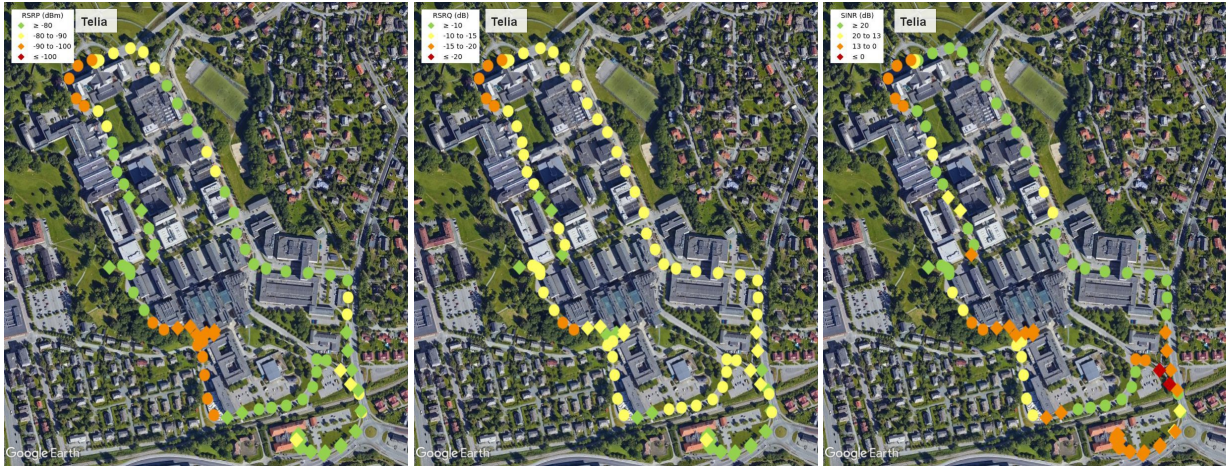 RSRP (dBm)
≥ -80
-80 to -90
-90 to -100
≤ -100
Telia
Google Earth
RSRQ (dB)
≥ -10
-10 to -15
-15 to -20
≤ -20
Telia
Google Earth
SINR (dB)
≥ 20
20 to 13
13 to 0
≤ 0
Telia
Google Earth